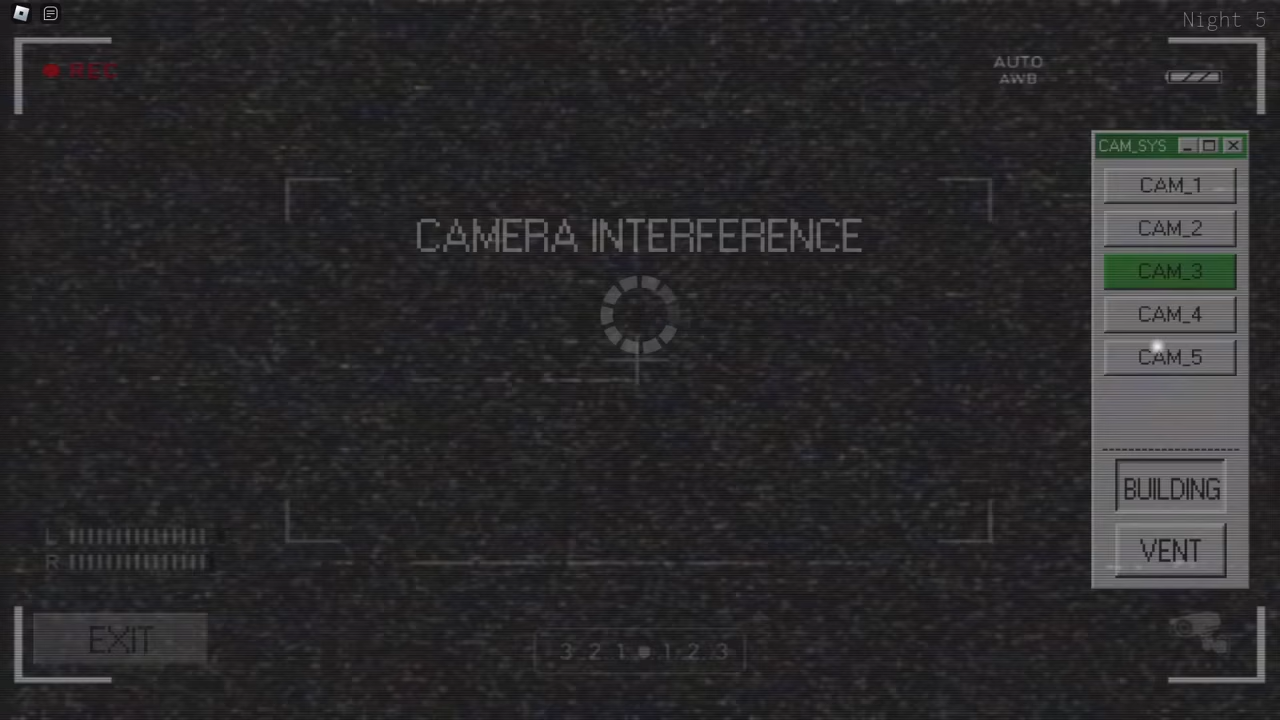 Night 5
REC
AUTO
AWB
CAM_SYS
CAM_1
CAM_2
CAMERA INTERFERENCE
CAM_3
CAM_4
CAM_5
BUILDING
L
R
VENT
EXIT
3 2 1 1 2 3